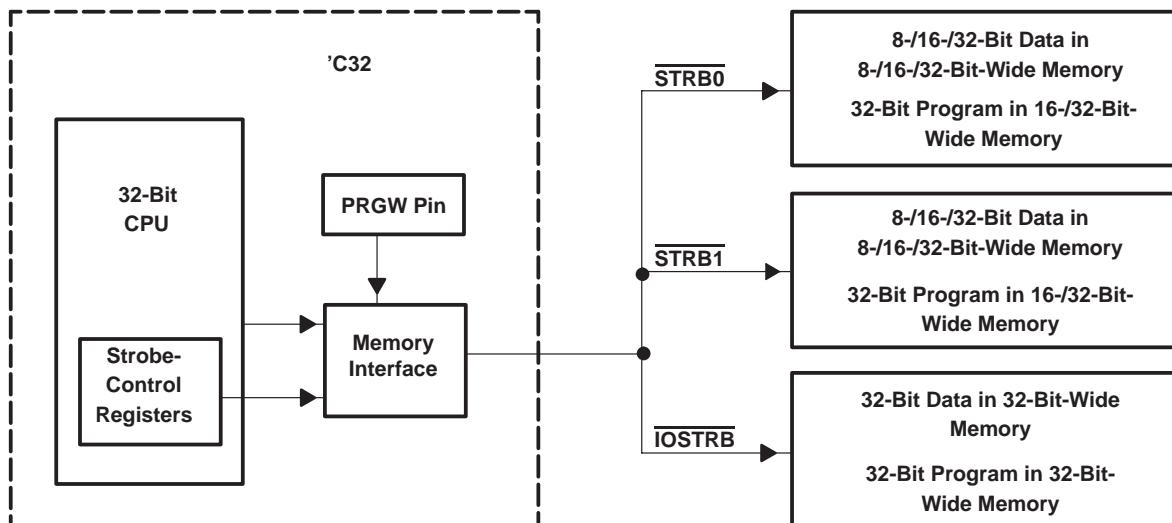 'C32
32-Bit
CPU
PRGW Pin
Strobe-
Control
Registers
Memory
Interface
STRB0
8-/16-/32-Bit Data in
8-/16-/32-Bit-Wide Memory
32-Bit Program in 16-/32-Bit-
Wide Memory
STRB1
8-/16-/32-Bit Data in
8-/16-/32-Bit-Wide Memory
32-Bit Program in 16-/32-Bit-
Wide Memory
IOSTRB
32-Bit Data in 32-Bit-Wide
Memory
32-Bit Program in 32-Bit-
Wide Memory